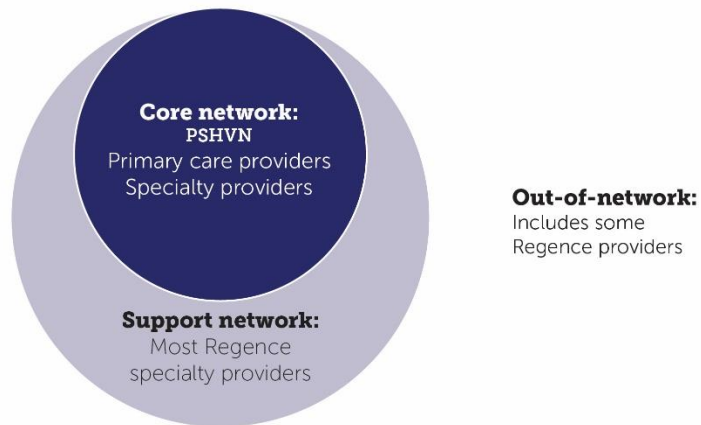 Core network:
PSHVN
Primary care providers
Specialty providers
Out-of-network:
Includes some
Regence providers
Support network:
Most Regence
specialty providers